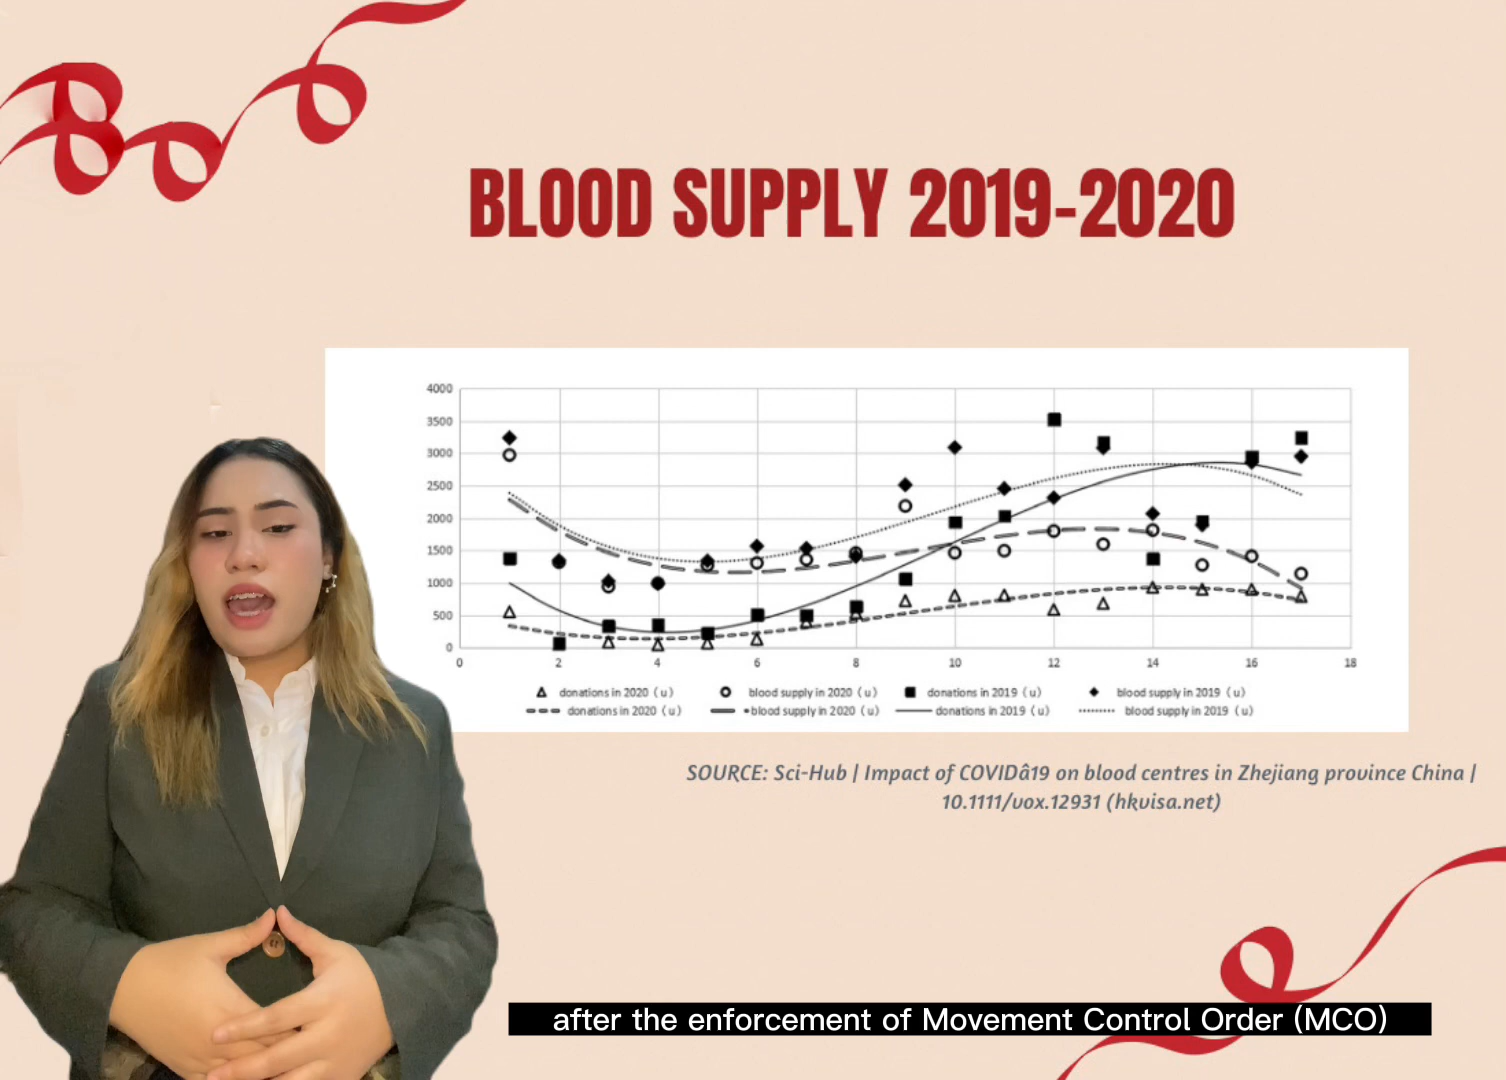 BLOOD SUPPLY 2019-2020
4000
3500
3000
2500
2000
1500
1000
500
0
0 2 4 6 8 10 12 14 16 18
donations in 2020 (u) blood supply in 2020 (u) donations in 2019 (u) blood supply in 2019 (u)
donations in 2020 (u) blood supply in 2020 (u) donations in 2019 (u) blood supply in 2019 (u)
SOURCE: Sci-Hub | Impact of COVIDâ19 on blood centres in Zhejiang province China |
10.1111/vox.12931 (hkvisa.net)
after the enforcement of Movement Control Order (MCO)